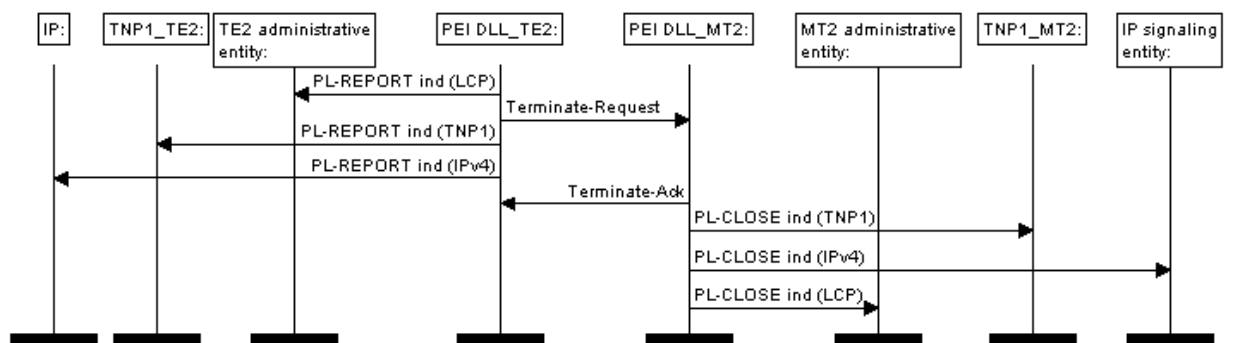 IP:
TNP1_TE2:
TE2 administrative
entity:
PEI DLL_TE2:
PEI DLL_MT2:
MT2 administrative
entity:
TNP1_MT2:
IP signaling
entity:
PL-REPORT ind (LCP)
Terminate-Request
PL-REPORT ind (TNP1)
PL-REPORT ind (IPv4)
Terminate-Ack
PL-CLOSE ind (TNP1)
PL-CLOSE ind (IPv4)
PL-CLOSE ind (LCP)